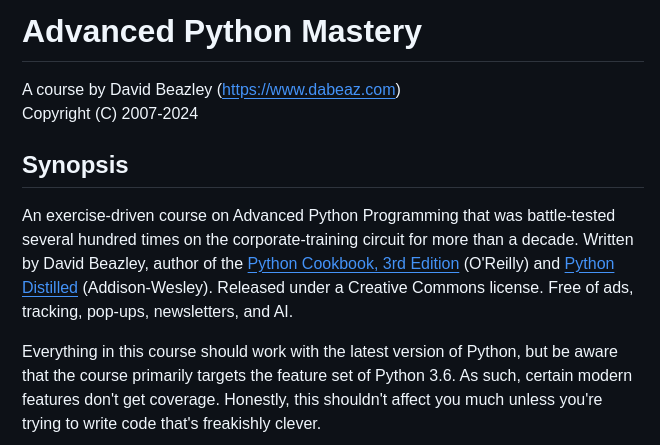 Advanced Python Mastery
A course by David Beazley (https://www.dabeaz.com)
Copyright (C) 2007-2024
Synopsis
An exercise-driven course on Advanced Python Programming that was battle-tested
several hundred times on the corporate-training circuit for more than a decade. Written
by David Beazley, author of the Python Cookbook, 3rd Edition (O'Reilly) and Python
Distilled (Addison-Wesley). Released under a Creative Commons license. Free of ads,
tracking, pop-ups, newsletters, and AI.
Everything in this course should work with the latest version of Python, but be aware
that the course primarily targets the feature set of Python 3.6. As such, certain modern
features don't get coverage. Honestly, this shouldn't affect you much unless you're
trying to write code that's freakishly clever.